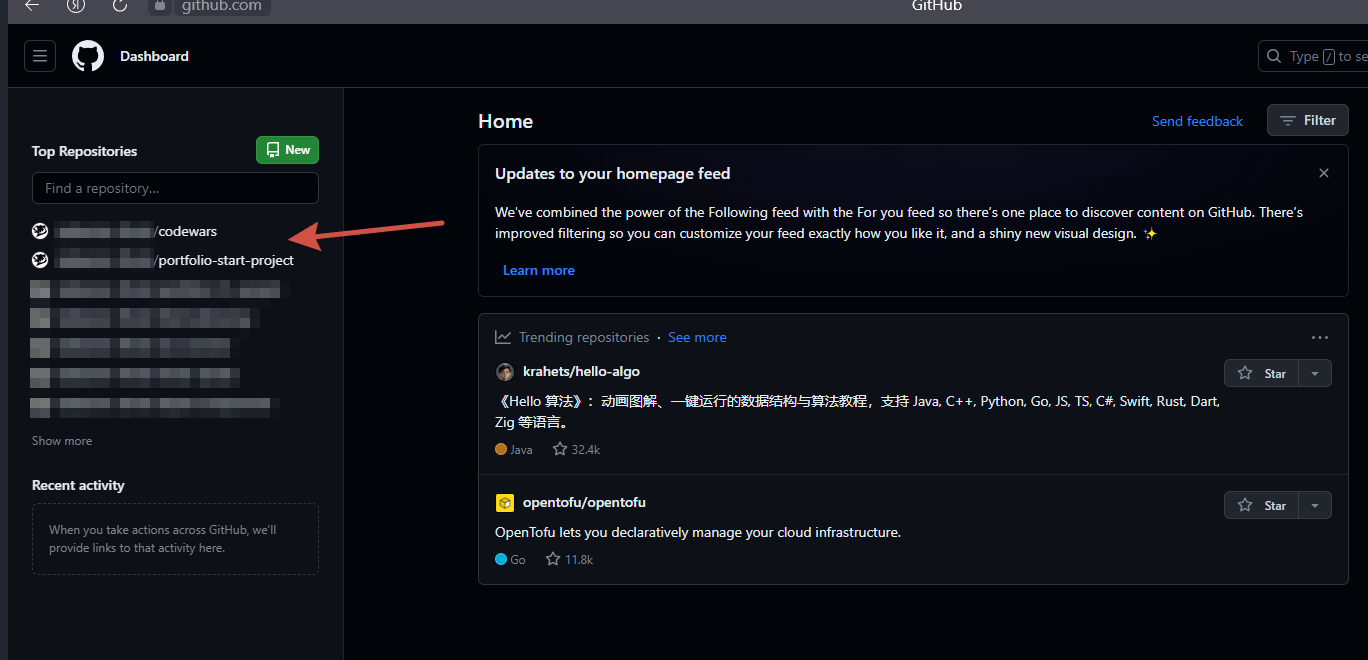 github.com
GitHub
Dashboard
Type / to se
Top Repositories
New
Find a repository...
/codewars
/portfolio-start-project
Show more
Recent activity
When you take actions across GitHub, we'll
provide links to that activity here.
Home
Send feedback
Filter
Updates to your homepage feed
We've combined the power of the Following feed with the For you feed so there's one place to discover content on GitHub. There's
improved filtering so you can customize your feed exactly how you like it, and a shiny new visual design. ✨
Learn more
Trending repositories · See more
krahets/hello-algo
Star
《Hello 算法》：动画图解、一键运行的数据结构与算法教程，支持 Java, C++, Python, Go, JS, TS, C#, Swift, Rust, Dart,
Zig 等语言。
Java 32.4k
opentofu/opentofu
Star
OpenTofu lets you declaratively manage your cloud infrastructure.
Go 11.8k